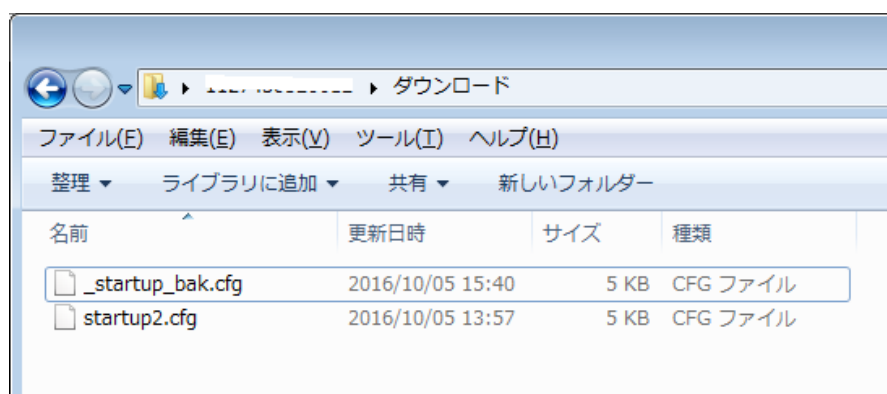 ダウンロード
ファイル(F) 編集(E) 表示(V) ツール(T) ヘルプ(H)
整理 ライブラリに追加 共有 新しいフォルダー
名前 更新日時 サイズ 種類
_startup_bak.cfg 2016/10/05 15:40 5 KB CFG ファイル
startup2.cfg 2016/10/05 13:57 5 KB CFG ファイル